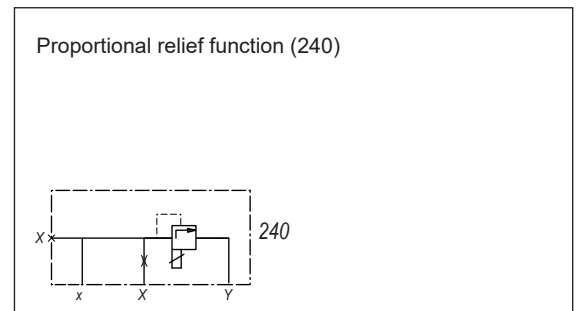 Proportional relief function (240)
X
240
x
X
Y